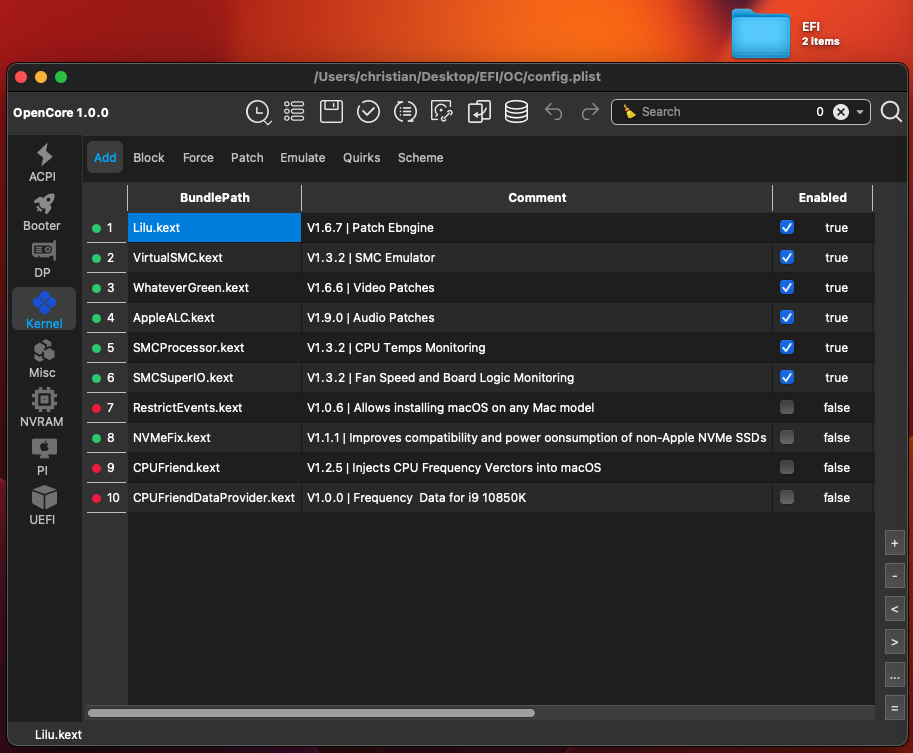 EFI
2 items
/Users/christian/Desktop/EFI/OC/config.plist
OpenCore 1.0.0
Search 0
ACPI
Booter
DP
Kernel
Misc
NVRAM
PI
UEFI
Add Block Force Patch Emulate Quirks Scheme
BundlePath Comment Enabled
1 Lilu.kext V1.6.7 | Patch Ebngine true
2 VirtualSMC.kext V1.3.2 | SMC Emulator true
3 WhateverGreen.kext V1.6.6 | Video Patches true
4 AppleALC.kext V1.9.0 | Audio Patches true
5 SMCProcessor.kext V1.3.2 | CPU Temps Monitoring true
6 SMCSuperIO.kext V1.3.2 | Fan Speed and Board Logic Monitoring true
7 RestrictEvents.kext V1.0.6 | Allows installing macOS on any Mac model false
8 NVMeFix.kext V1.1.1 | Improves compatibility and power oonsumption of non-Apple NVMe SSDs false
9 CPUFriend.kext V1.2.5 | Injects CPU Frequency Verctors into macOS false
10 CPUFriendDataProvider.kext V1.0.0 | Frequency  Data for i9 10850K false
+
-
<
>
...
=
Lilu.kext